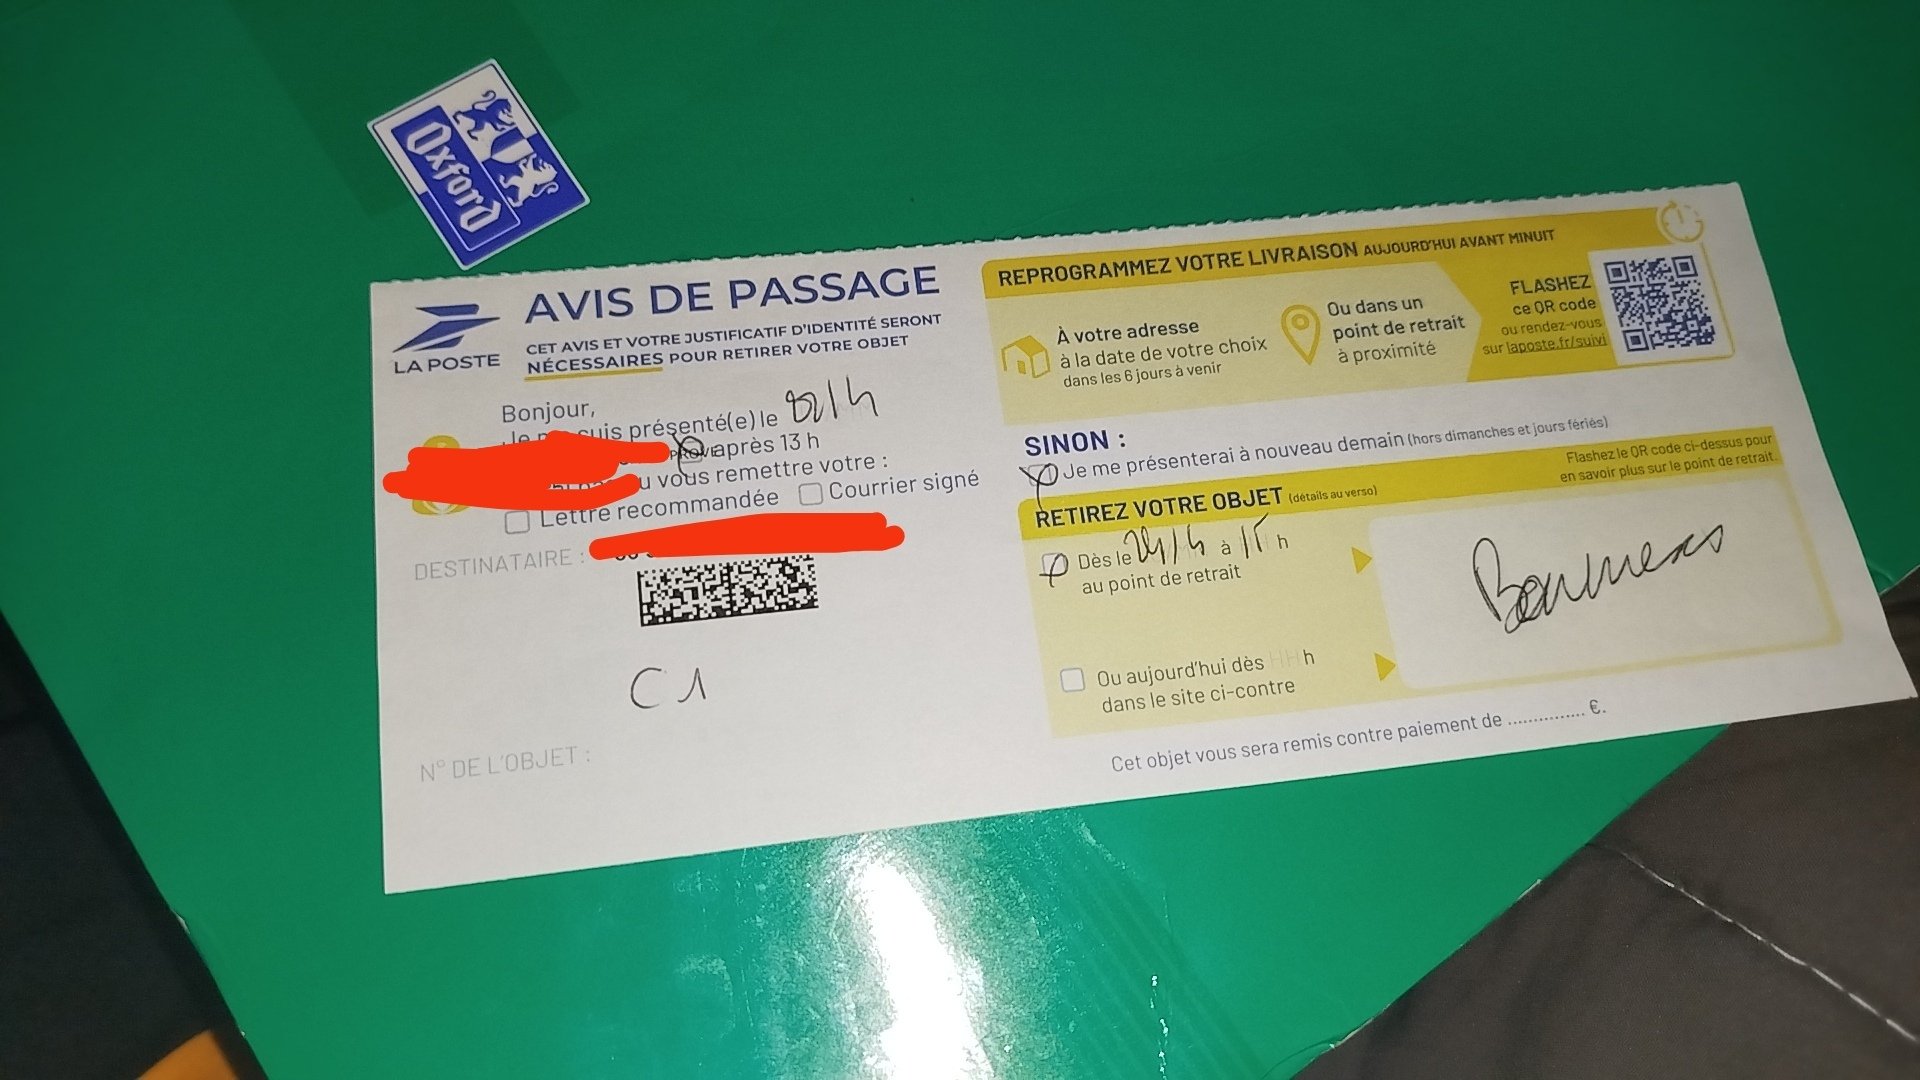 Oxford
LA POSTE
AVIS DE PASSAGE
CET AVIS ET VOTRE JUSTIFICATIF D'IDENTITÉ SERONT
NÉCESSAIRES POUR RETIRER VOTRE OBJET
Bonjour,
suis présenté(e) le
après 13 h
vous remettre votre :
Lettre recommandée Courrier signé
DESTINATAIRE :
C1
N° DE L'OBJET :
REPROGRAMMEZ VOTRE LIVRAISON AUJOURD'HUI AVANT MINUIT
À votre adresse
à la date de votre choix
dans les 6 jours à venir
Ou dans un
point de retrait
à proximité
FLASHEZ
ce QR code
ou rendez-vous
sur laposte.fr/suivi
SINON :
Je me présenterai à nouveau demain (hors dimanches et jours fériés)
Flashez le QR code ci-dessus pour
en savoir plus sur le point de retrait.
RETIREZ VOTRE OBJET (détails au verso)
Dès le à 15 h
au point de retrait
Ou aujourd'hui dès HH h
dans le site ci-contre
Cet objet vous sera remis contre paiement de ............... €.